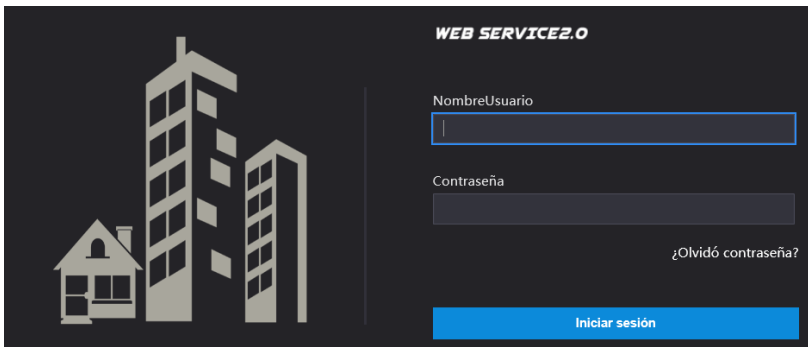 WEB SERVICE2.0
NombreUsuario
Contraseña
¿Olvidó contraseña?
Iniciar sesión